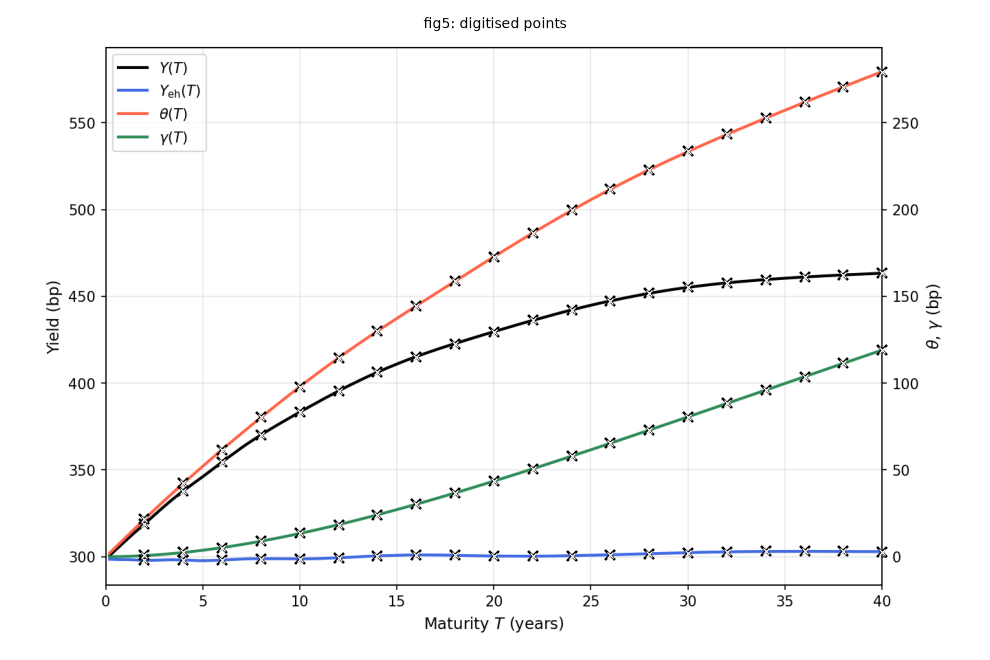 fig5: digitised points
Y(T)
Y_eh(T)
θ(T)
γ(T)
550
500
450
400
350
300
250
200
150
100
50
0
Yield (bp)
θ, γ (bp)
0 5 10 15 20 25 30 35 40
Maturity T (years)